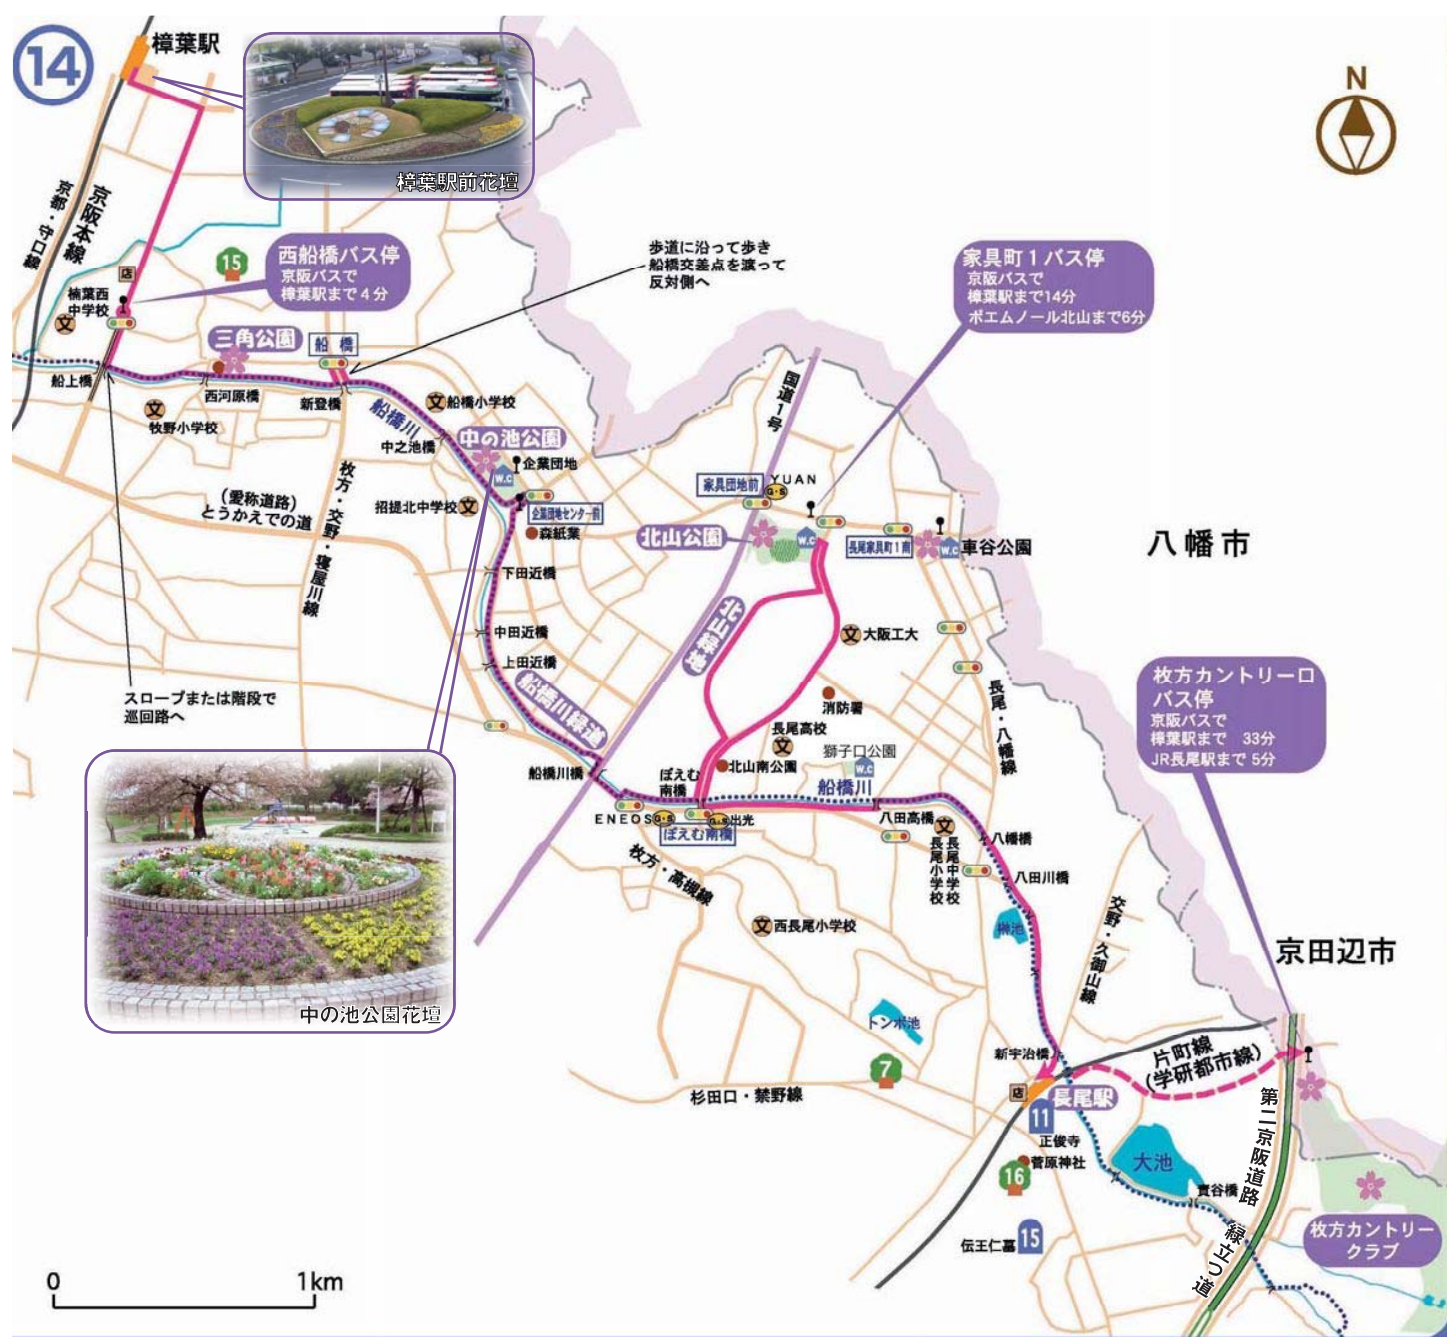 14
樟葉駅
樟葉駅前花壇
N
京都・守口線
京阪本線
15
西船橋バス停
京阪バスで
樟葉駅まで4分
店
楠葉西
中学校
文
歩道に沿って歩き
船橋交差点を渡って
反対側へ
家具町1バス停
京阪バスで
樟葉駅まで14分
ポエムノール北山まで6分
三角公園
船橋
船上橋
西河原橋
新登橋
船橋川
文
船橋小学校
文
牧野小学校
中之池橋
中の池公園
企業団地
W.C
国道1号
枚方・交野・寝屋川線
(愛称道路)
とうかえでの道
招提北中学校
文
企業団地センター前
森紙業
家具団地前
YUAN
G・S
北山公園
W.C
長尾家具町1南
W.C
車谷公園
八幡市
下田近橋
中田近橋
上田近橋
北山緑地
文
大阪工大
船橋川緑道
スロープまたは階段で
巡回路へ
消防署
長尾・八幡線
枚方カントリー口
バス停
京阪バスで
樟葉駅まで 33分
JR長尾駅まで 5分
長尾高校
文
獅子口公園
W.C
船橋川橋
ぽえむ
南橋
北山南公園
船橋川
ENEOS
G・S
G・S
出光
ぽえむ南橋
八田高橋
文
長尾中学校
長尾小学校
八幡橋
八田川橋
枚方・高槻線
文
西長尾小学校
榊池
交野・久御山線
京田辺市
中の池公園花壇
トンボ池
7
新宇治橋
片町線
(学研都市線)
杉田口・禁野線
店
長尾駅
11
正俊寺
第二京阪道路
菅原神社
16
大池
15
伝王仁墓
緑立つ道
枚方カントリー
クラブ
0
1km